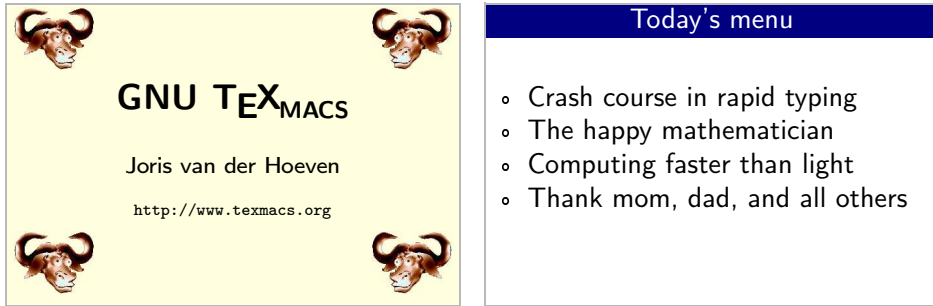 GNU TEXMACS
Joris van der Hoeven
http://www.texmacs.org
Today's menu
Crash course in rapid typing
The happy mathematician
Computing faster than light
Thank mom, dad, and all others